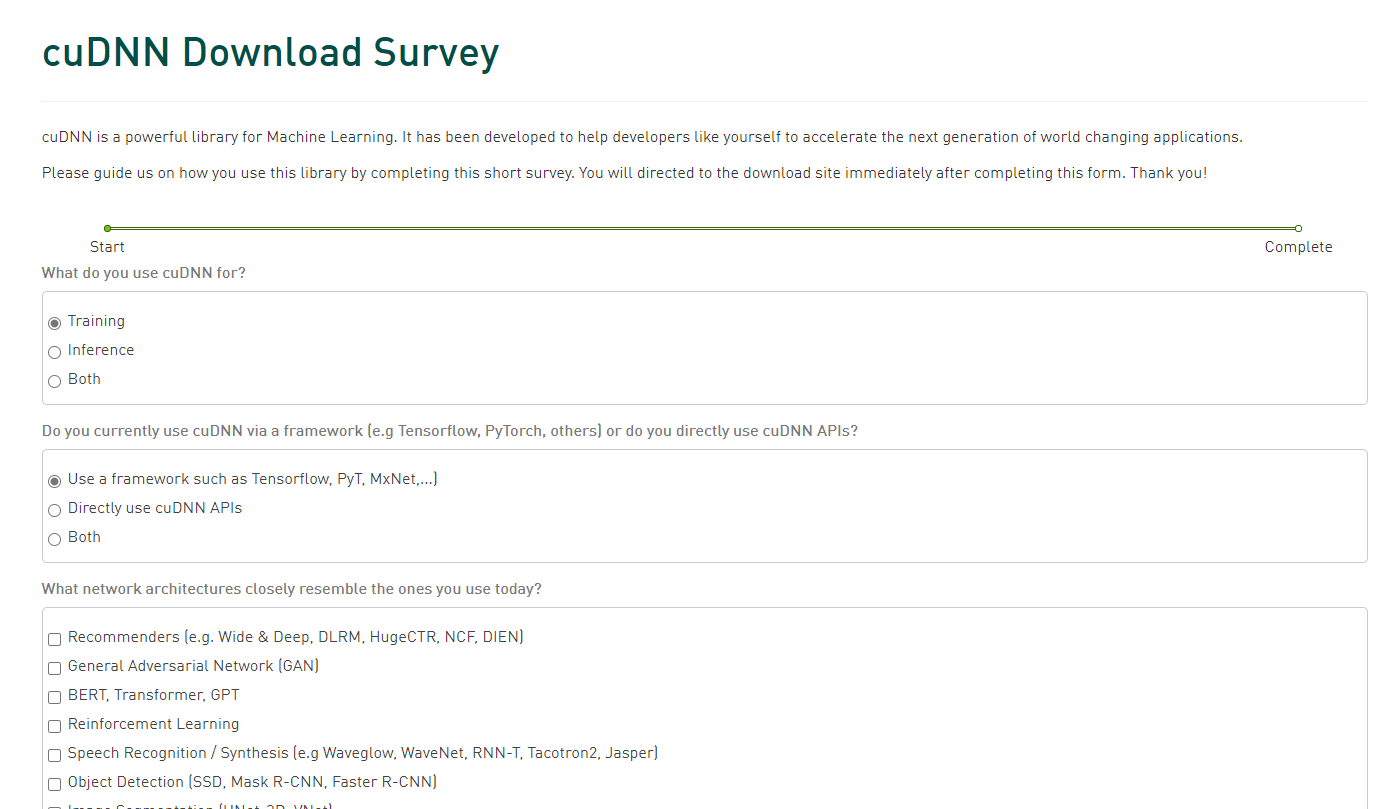 cuDNN Download Survey
cuDNN is a powerful library for Machine Learning. It has been developed to help developers like yourself to accelerate the next generation of world changing applications.
Please guide us on how you use this library by completing this short survey. You will directed to the download site immediately after completing this form. Thank you!
Start
Complete
What do you use cuDNN for?
Training
Inference
Both
Do you currently use cuDNN via a framework (e.g Tensorflow, PyTorch, others) or do you directly use cuDNN APIs?
Use a framework such as Tensorflow, PyT, MxNet,...)
Directly use cuDNN APIs
Both
What network architectures closely resemble the ones you use today?
Recommenders (e.g. Wide & Deep, DLRM, HugeCTR, NCF, DIEN)
General Adversarial Network (GAN)
BERT, Transformer, GPT
Reinforcement Learning
Speech Recognition / Synthesis (e.g Waveglow, WaveNet, RNN-T, Tacotron2, Jasper)
Object Detection (SSD, Mask R-CNN, Faster R-CNN)
Image Segmentation (UNet-2D, VNet)